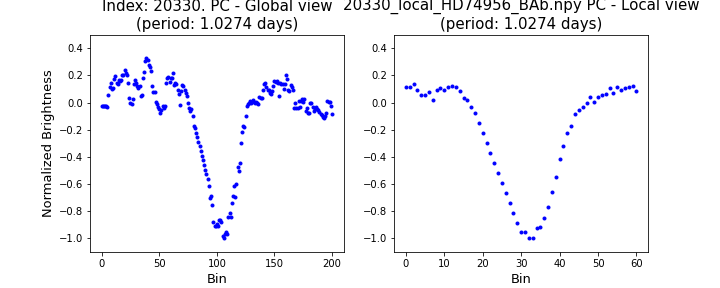 Index: 20330. PC - Global view
(period: 1.0274 days)
20330_local_HD74956_BAb.npy PC - Local view
(period: 1.0274 days)
Normalized Brightness
0.4
0.2
0.0
−0.2
−0.4
−0.6
−0.8
−1.0
0 50 100 150 200
Bin
0.4
0.2
0.0
−0.2
−0.4
−0.6
−0.8
−1.0
0 10 20 30 40 50 60
Bin